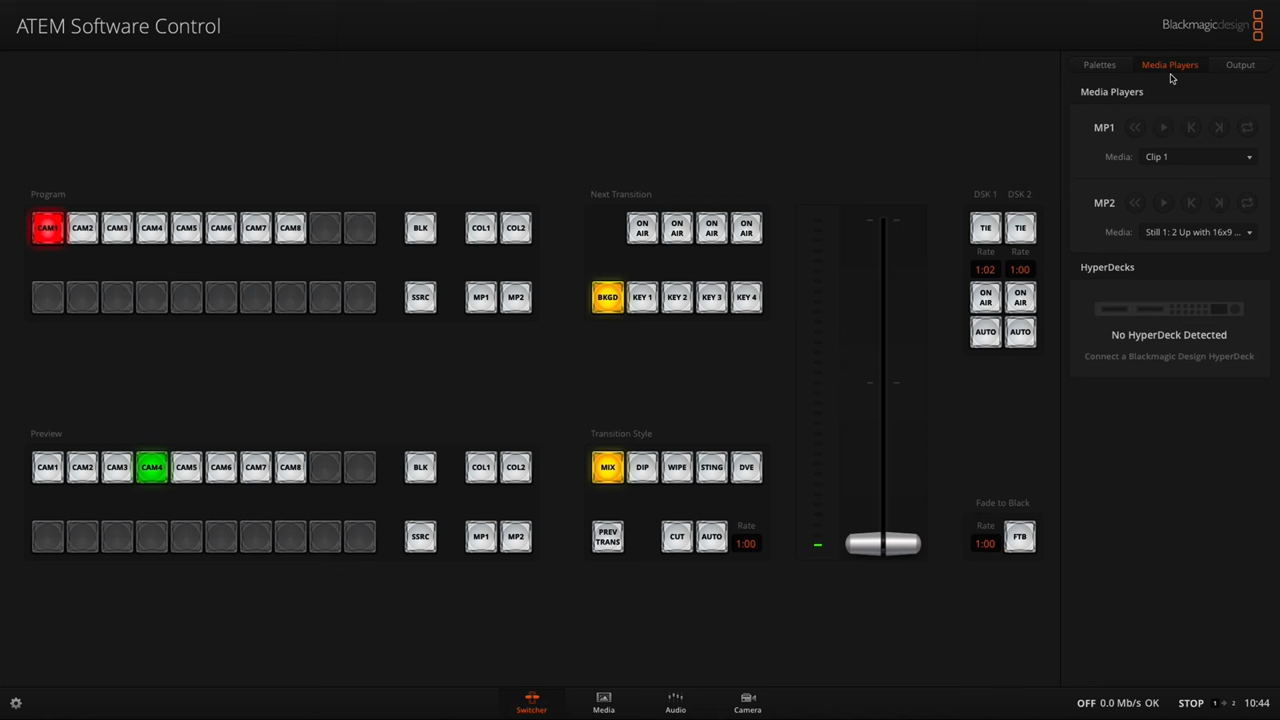 ATEM Software Control
Blackmagicdesign
Palettes Media Players Output
Media Players
MP1
Media: Clip 1
MP2
Media: Still 1: 2 Up with 16x9 ...
HyperDecks
No HyperDeck Detected
Connect a Blackmagic Design HyperDeck
Program
CAM1 CAM2 CAM3 CAM4 CAM5 CAM6 CAM7 CAM8 BLK COL1 COL2
SSRC MP1 MP2
Next Transition
ON AIR ON AIR ON AIR ON AIR
BKGD KEY 1 KEY 2 KEY 3 KEY 4
DSK 1 DSK 2
TIE TIE
Rate Rate
1:02 1:00
ON AIR ON AIR
AUTO AUTO
Preview
CAM1 CAM2 CAM3 CAM4 CAM5 CAM6 CAM7 CAM8 BLK COL1 COL2
SSRC MP1 MP2
Transition Style
MIX DIP WIPE STING DVE
PREV TRANS CUT AUTO Rate 1:00
Fade to Black
Rate
1:00 FTB
Switcher Media Audio Camera
OFF 0.0 Mb/s OK STOP 1 2 10:44